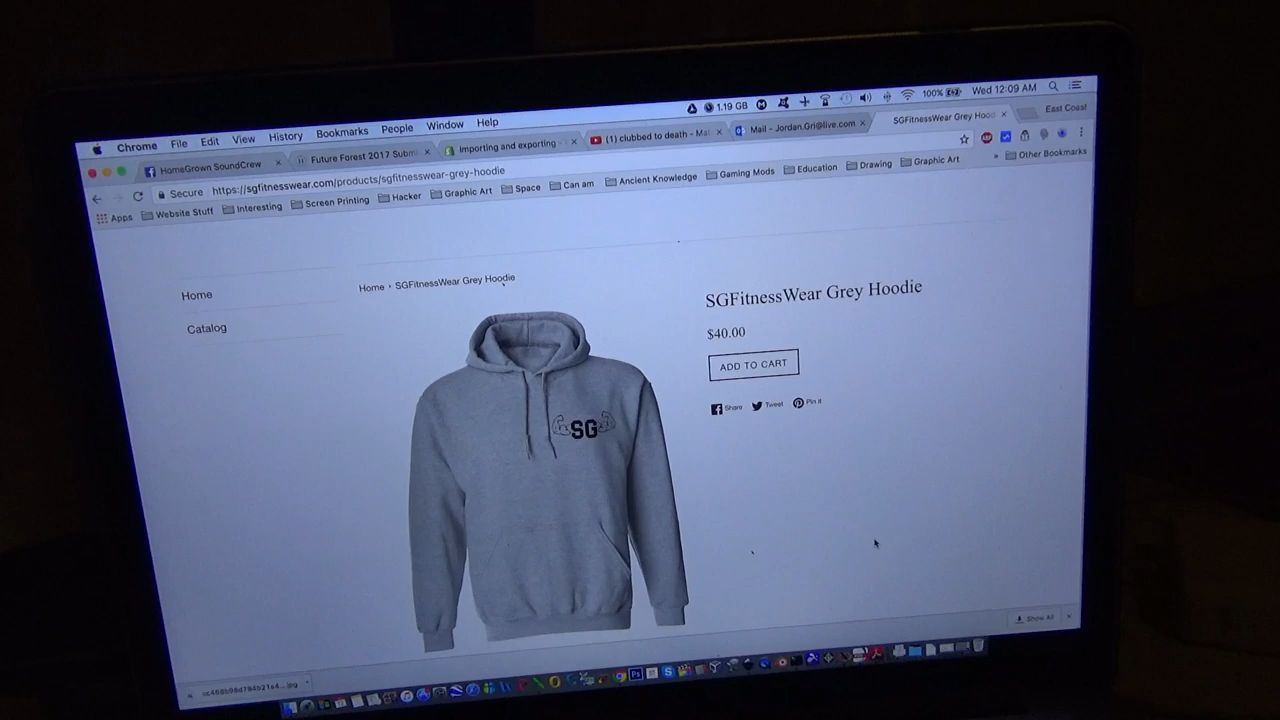 Chrome File Edit View History Bookmarks People Window Help 1.19 GB 100% Wed 12:09 AM
HomeGrown SoundCrew Future Forest 2017 Subm Importing and exporting - (1) clubbed to death - Ma Mail - Jordan.Gri@live.com SGFitnessWear Grey Hood East Coast
Secure https://sgfitnesswear.com/products/sgfitnesswear-grey-hoodie
Apps Website Stuff Interesting Screen Printing Hacker Graphic Art Space Can am Ancient Knowledge Gaming Mods Education Drawing Graphic Art » Other Bookmarks
Home
Catalog
Home › SGFitnessWear Grey Hoodie
SG
SGFitnessWear Grey Hoodie
$40.00
ADD TO CART
Share Tweet Pin it
Show All